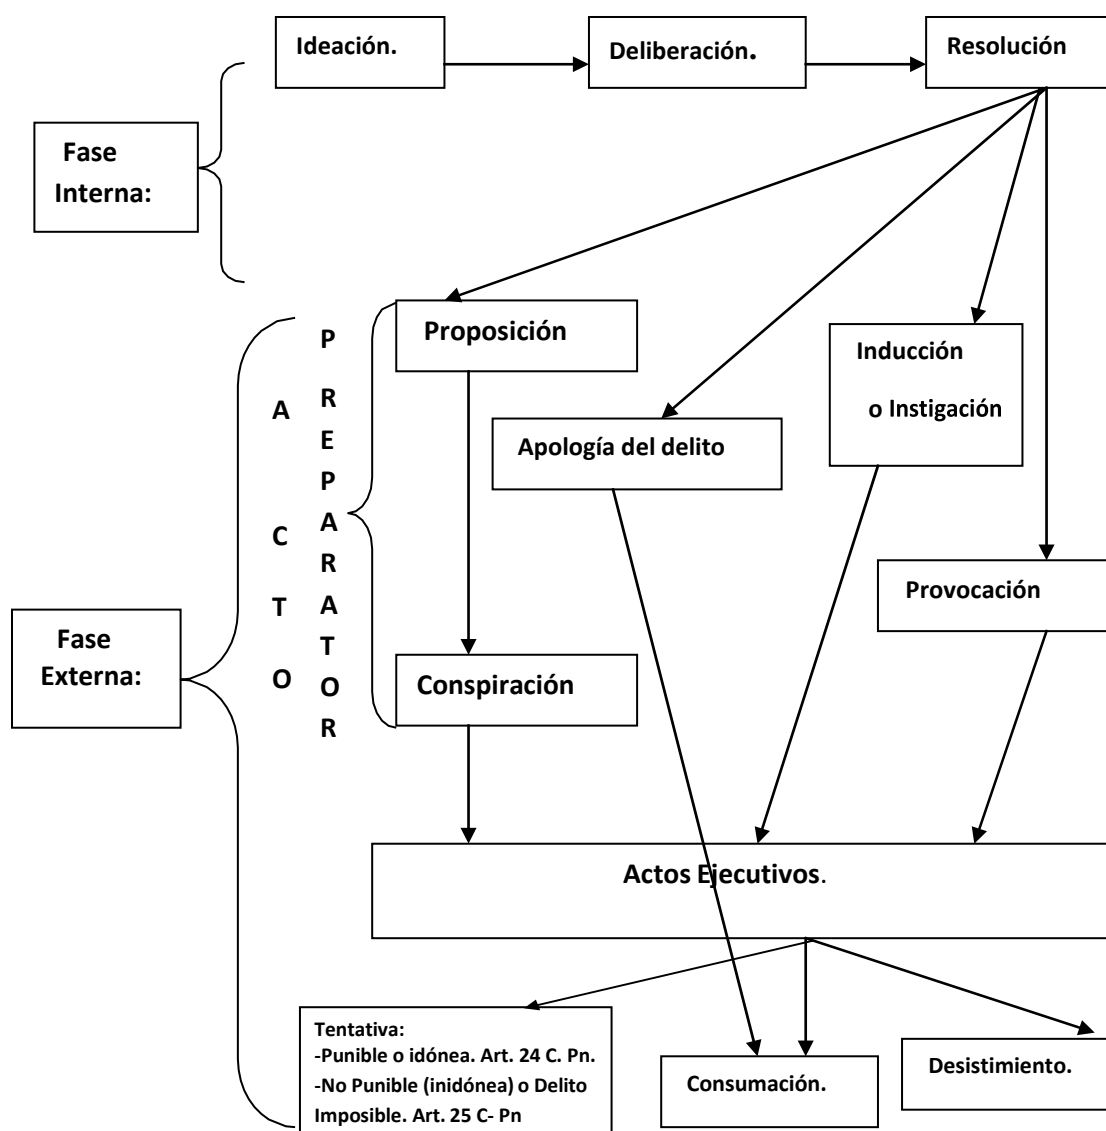 Ideación.
Deliberación.
Resolución
Fase
Interna:
Proposición
Inducción
o Instigación
Apología del delito
A
C
T
O
P
R
E
P
A
R
A
T
O
R
Provocación
Fase
Externa:
Conspiración
Actos Ejecutivos.
Tentativa:
-Punible o idónea. Art. 24 C. Pn.
-No Punible (inidónea) o Delito
Imposible. Art. 25 C- Pn
Consumación.
Desistimiento.